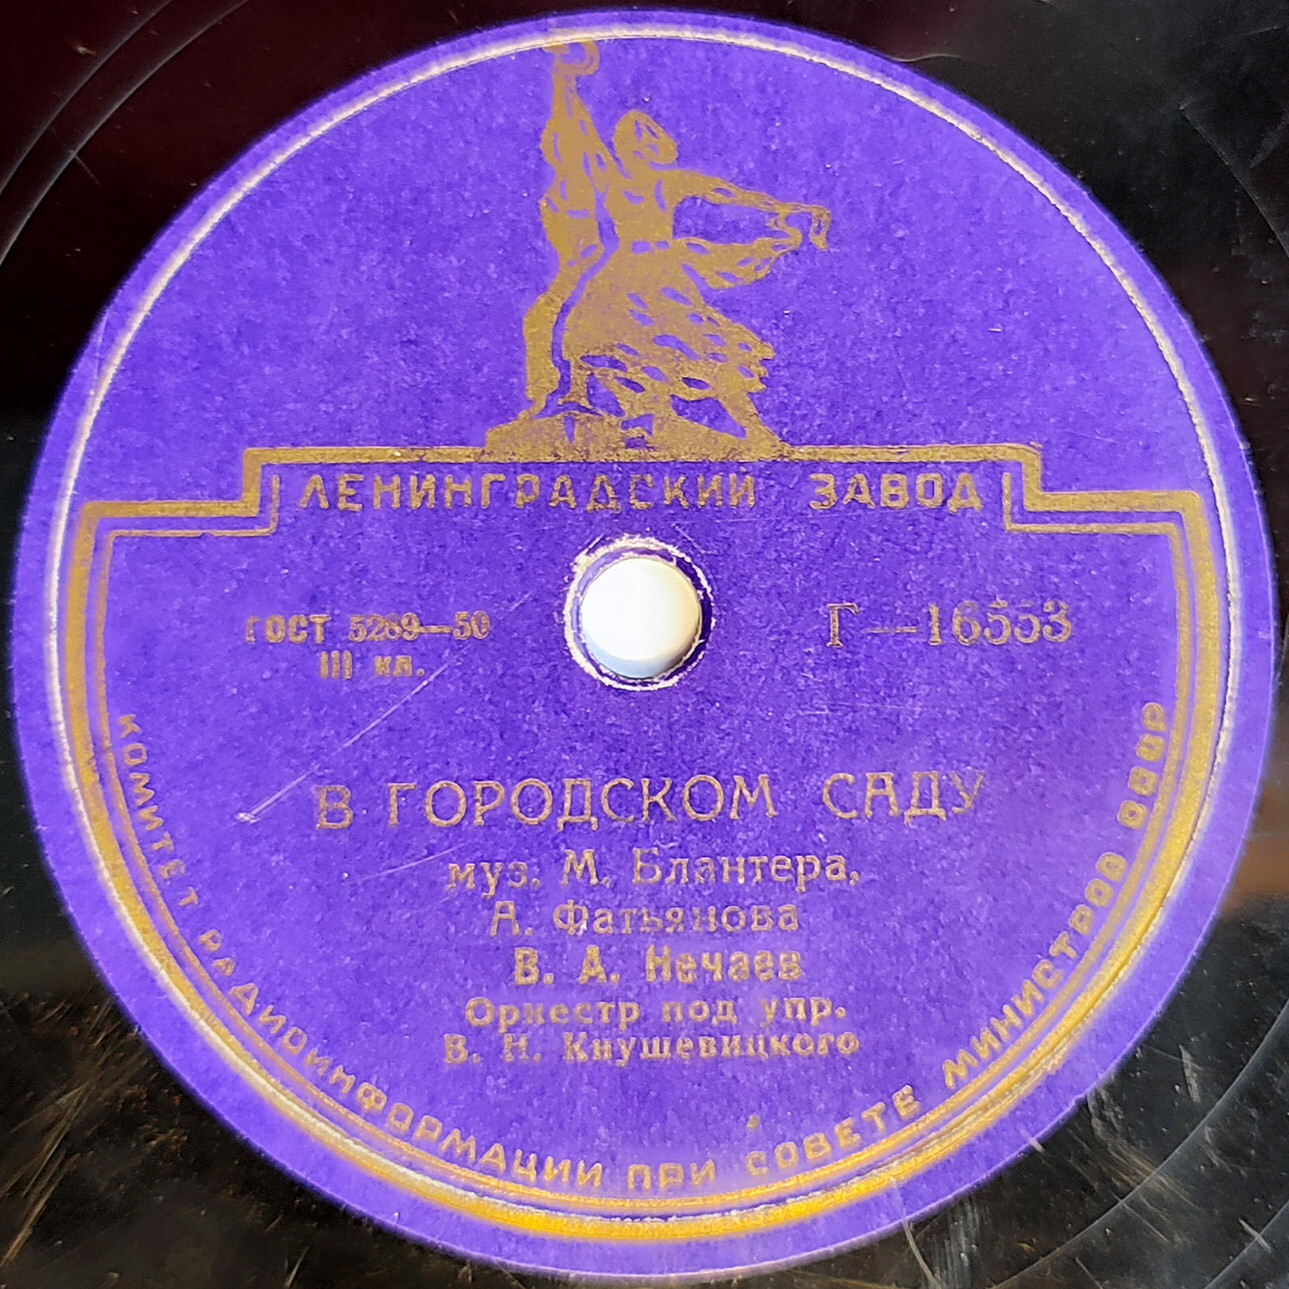 ЛЕНИНГРАДСКИЙ ЗАВОД
ГОСТ 5289—50
III кл.
Г—16553
В ГОРОДСКОМ САДУ
муз. М. Блантера,
А. Фатьянова
В. А. Нечаев
Оркестр под упр.
В. Н. Кнушевицкого
КОМИТЕТ РАДИОИНФОРМАЦИИ ПРИ СОВЕТЕ МИНИСТРОВ СССР